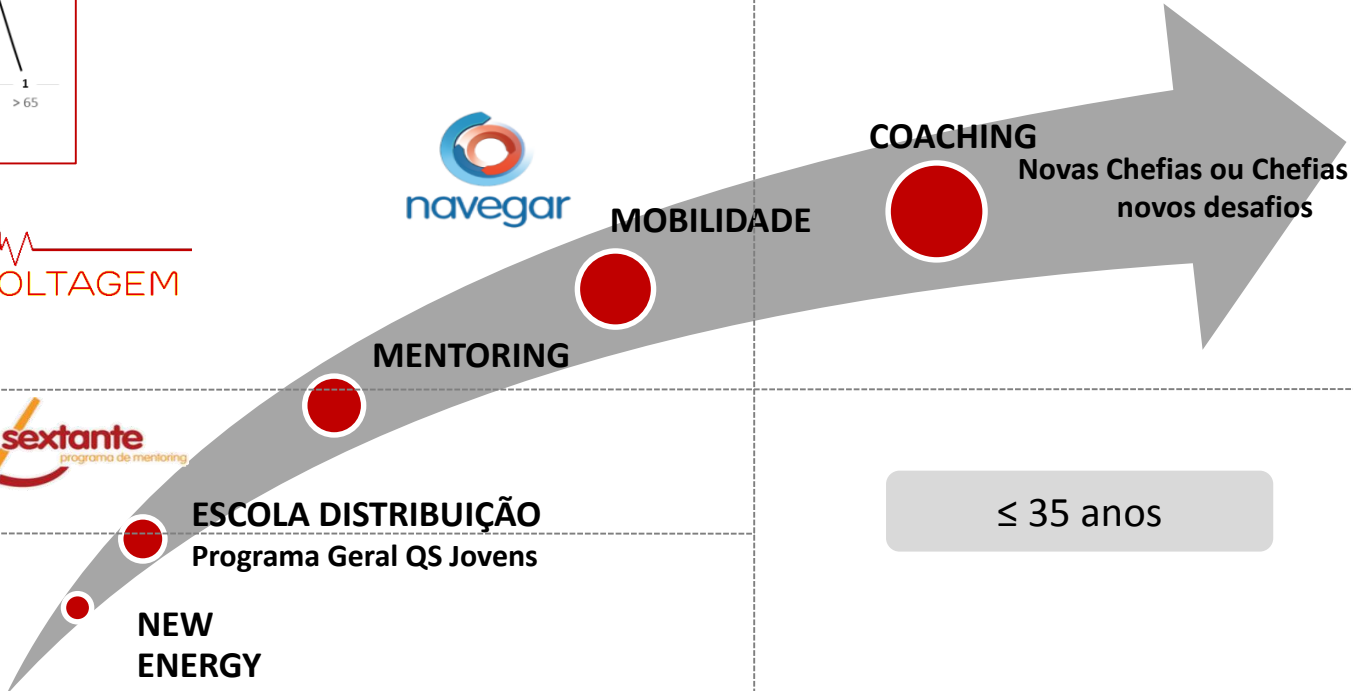 1
> 65
COACHING
Novas Chefias ou Chefias
novos desafios
navegar
MOBILIDADE
OLTAGEM
MENTORING
sextante
programa de mentoring
ESCOLA DISTRIBUIÇÃO
Programa Geral QS Jovens
≤ 35 anos
NEW
ENERGY